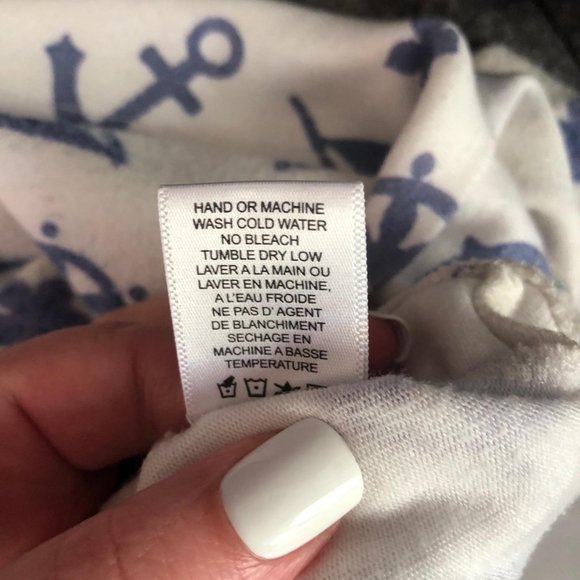 HAND OR MACHINE
WASH COLD WATER
NO BLEACH
TUMBLE DRY LOW
LAVER A LA MAIN OU
LAVER EN MACHINE,
A L'EAU FROIDE
NE PAS D' AGENT
DE BLANCHIMENT
SECHAGE EN
MACHINE A BASSE
TEMPERATURE